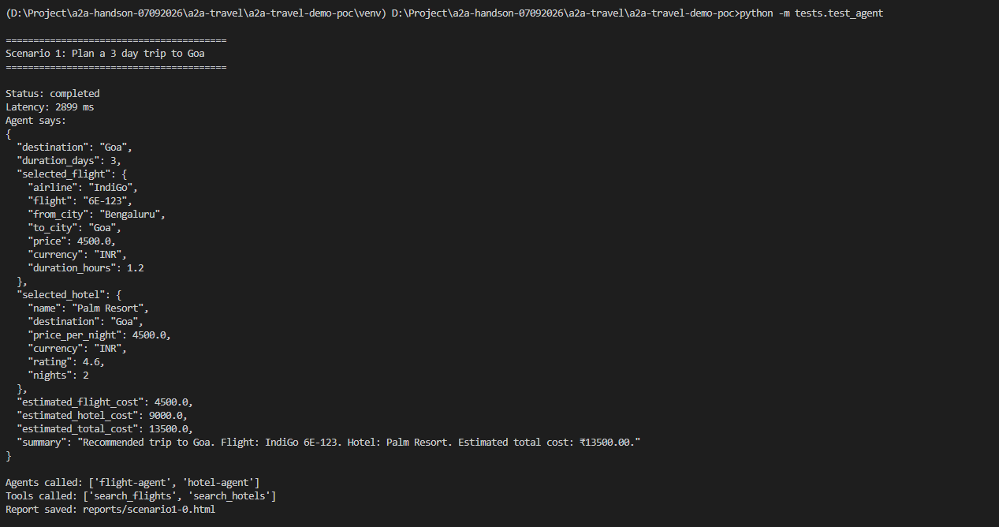 (D:\Project\a2a-handson-07092026\a2a-travel\a2a-travel-demo-poc\venv) D:\Project\a2a-handson-07092026\a2a-travel\a2a-travel-demo-poc>python -m tests.test_agent
========================================
Scenario 1: Plan a 3 day trip to Goa
========================================
Status: completed
Latency: 2899 ms
Agent says:
{
  "destination": "Goa",
  "duration_days": 3,
  "selected_flight": {
    "airline": "IndiGo",
    "flight": "6E-123",
    "from_city": "Bengaluru",
    "to_city": "Goa",
    "price": 4500.0,
    "currency": "INR",
    "duration_hours": 1.2
  },
  "selected_hotel": {
    "name": "Palm Resort",
    "destination": "Goa",
    "price_per_night": 4500.0,
    "currency": "INR",
    "rating": 4.6,
    "nights": 2
  },
  "estimated_flight_cost": 4500.0,
  "estimated_hotel_cost": 9000.0,
  "estimated_total_cost": 13500.0,
  "summary": "Recommended trip to Goa. Flight: IndiGo 6E-123. Hotel: Palm Resort. Estimated total cost: ₹13500.00."
}
Agents called: ['flight-agent', 'hotel-agent']
Tools called: ['search_flights', 'search_hotels']
Report saved: reports/scenario1-0.html